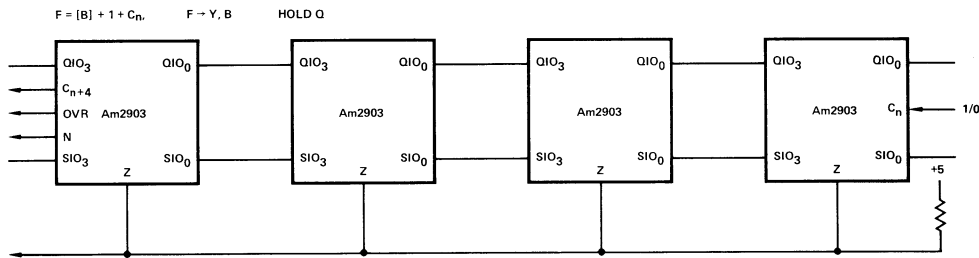 F = [B] + 1 + Cn,   F → Y, B   HOLD Q
QIO3   QIO0   QIO3   QIO0   QIO3   QIO0   QIO3   QIO0
Cn+4
OVR   Am2903   Am2903   Am2903   Am2903   Cn   1/0
N
SIO3   SIO0   SIO3   SIO0   SIO3   SIO0   SIO3   SIO0
Z   Z   Z   Z   +5